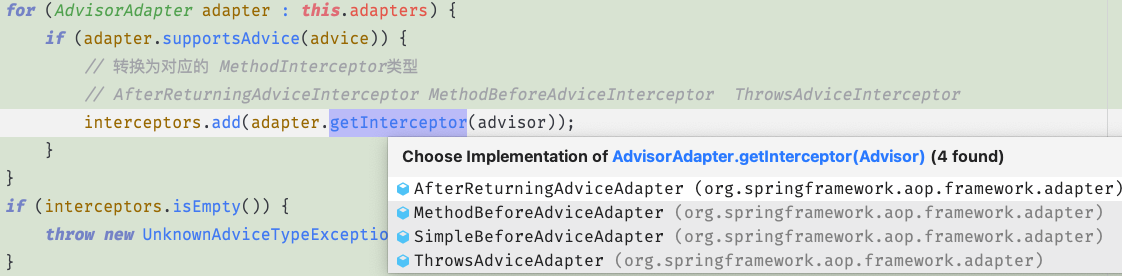 for (AdvisorAdapter adapter : this.adapters) {
if (adapter.supportsAdvice(advice)) {
// 转换为对应的 MethodInterceptor类型
// AfterReturningAdviceInterceptor MethodBeforeAdviceInterceptor  ThrowsAdviceInterceptor
interceptors.add(adapter.getInterceptor(advisor));
}
}
if (interceptors.isEmpty()) {
throw new UnknownAdviceTypeExceptio
}
Choose Implementation of AdvisorAdapter.getInterceptor(Advisor) (4 found)
AfterReturningAdviceAdapter (org.springframework.aop.framework.adapter)
MethodBeforeAdviceAdapter (org.springframework.aop.framework.adapter)
SimpleBeforeAdviceAdapter (org.springframework.aop.framework.adapter)
ThrowsAdviceAdapter (org.springframework.aop.framework.adapter)